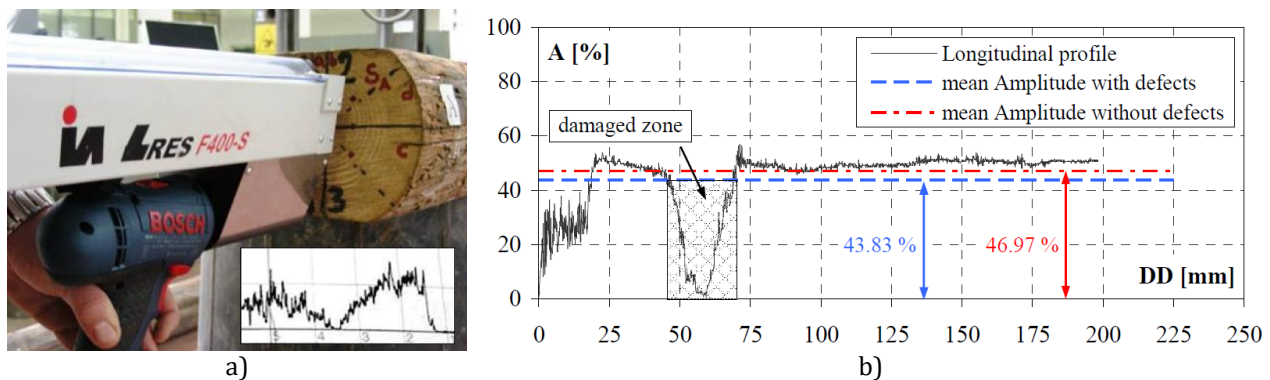 RES F400-S
BOSCH
2
SA
d
c
3
5 4 3 2 1
a)
100
80
60
40
20
0
A [%]
Longitudinal profile
mean Amplitude with defects
mean Amplitude without defects
damaged zone
43.83 %
46.97 %
DD [mm]
0 25 50 75 100 125 150 175 200 225 250
b)